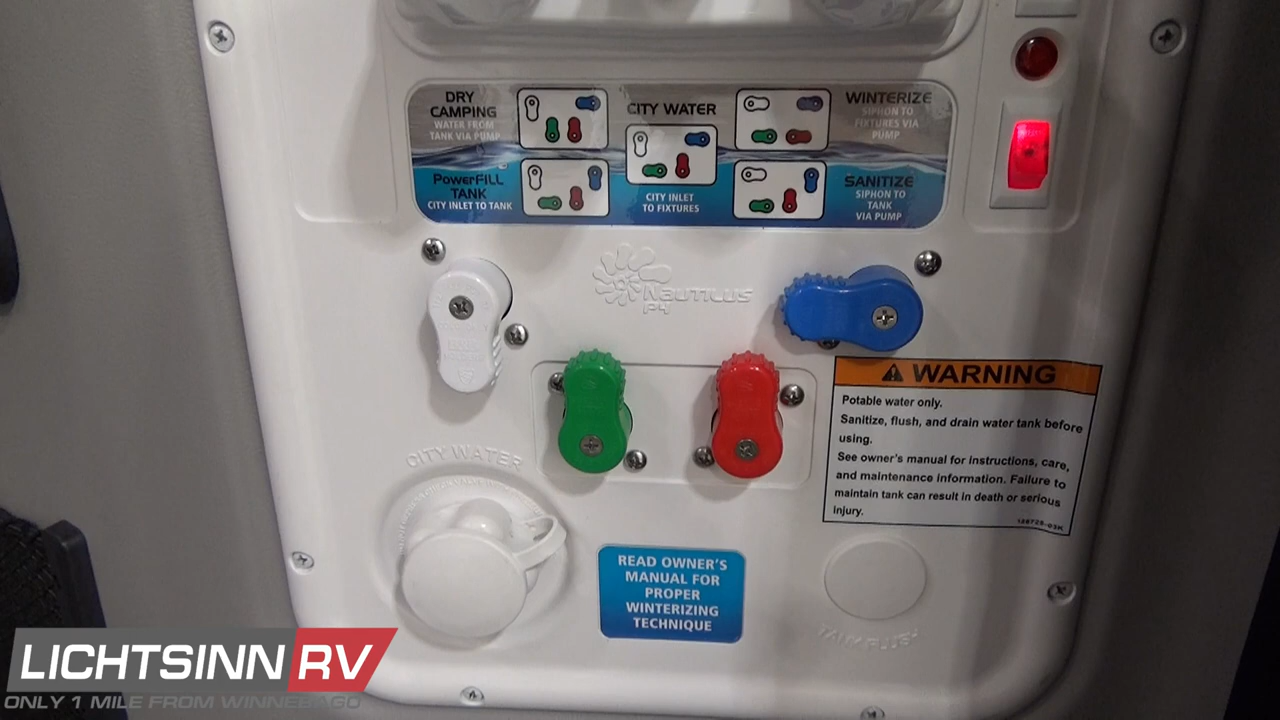 DRY
CAMPING
WATER FROM
TANK VIA PUMP
CITY WATER
WINTERIZE
SIPHON TO
FIXTURES VIA
PUMP
PowerFILL
TANK
CITY INLET TO TANK
CITY INLET
TO FIXTURES
SANITIZE
SIPHON TO
TANK
VIA PUMP
NAUTILUS
P4
WARNING
Potable water only.
Sanitize, flush, and drain water tank before
using.
See owner's manual for instructions, care,
and maintenance information. Failure to
maintain tank can result in death or serious
injury.
CITY WATER
READ OWNER'S
MANUAL FOR
PROPER
WINTERIZING
TECHNIQUE
TANK FLUSH
LICHTSINN RV
ONLY 1 MILE FROM WINNEBAGO